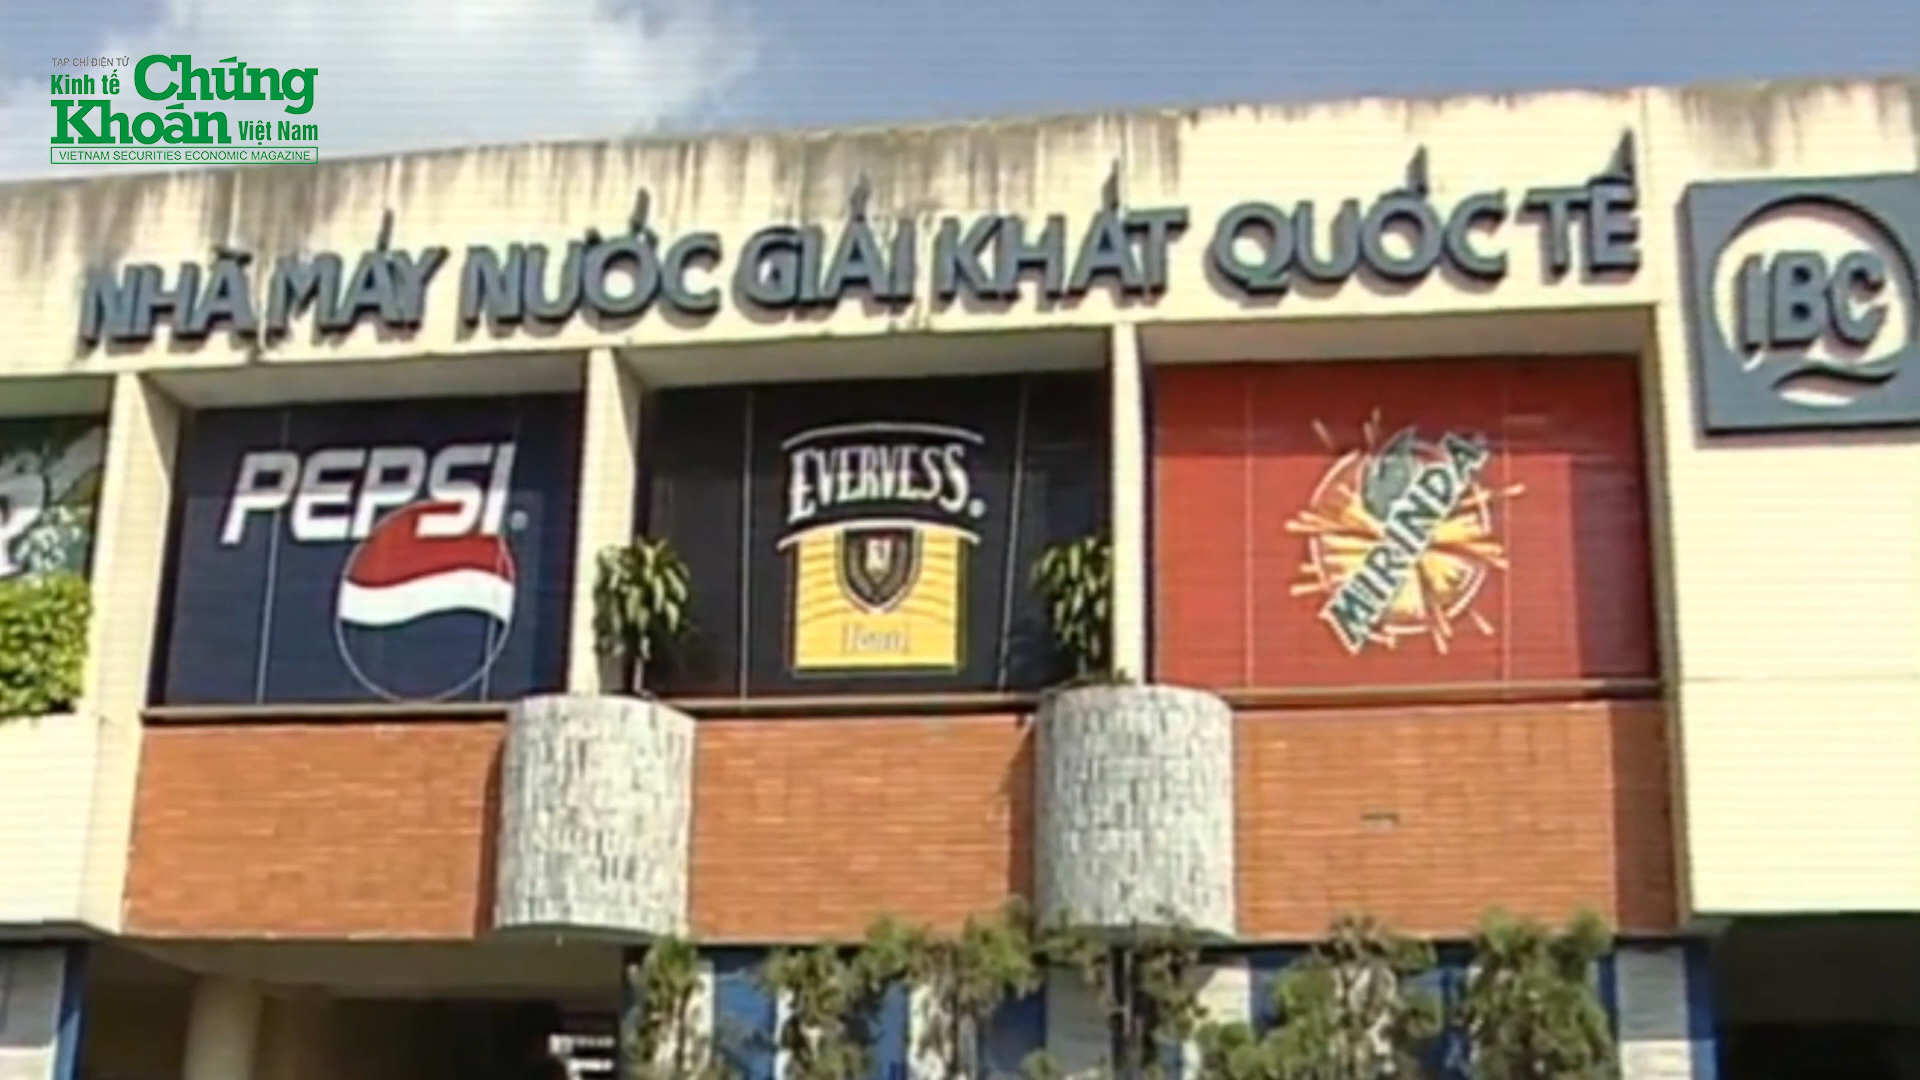 TẠP CHÍ ĐIỆN TỬ
Kinh tế Chứng
Khoán Việt Nam
VIETNAM SECURITIES ECONOMIC MAGAZINE
NHÀ MÁY NƯỚC GIẢI KHÁT QUỐC TẾ
IBC
PEPSI®
EVERVESS®
MIRINDA